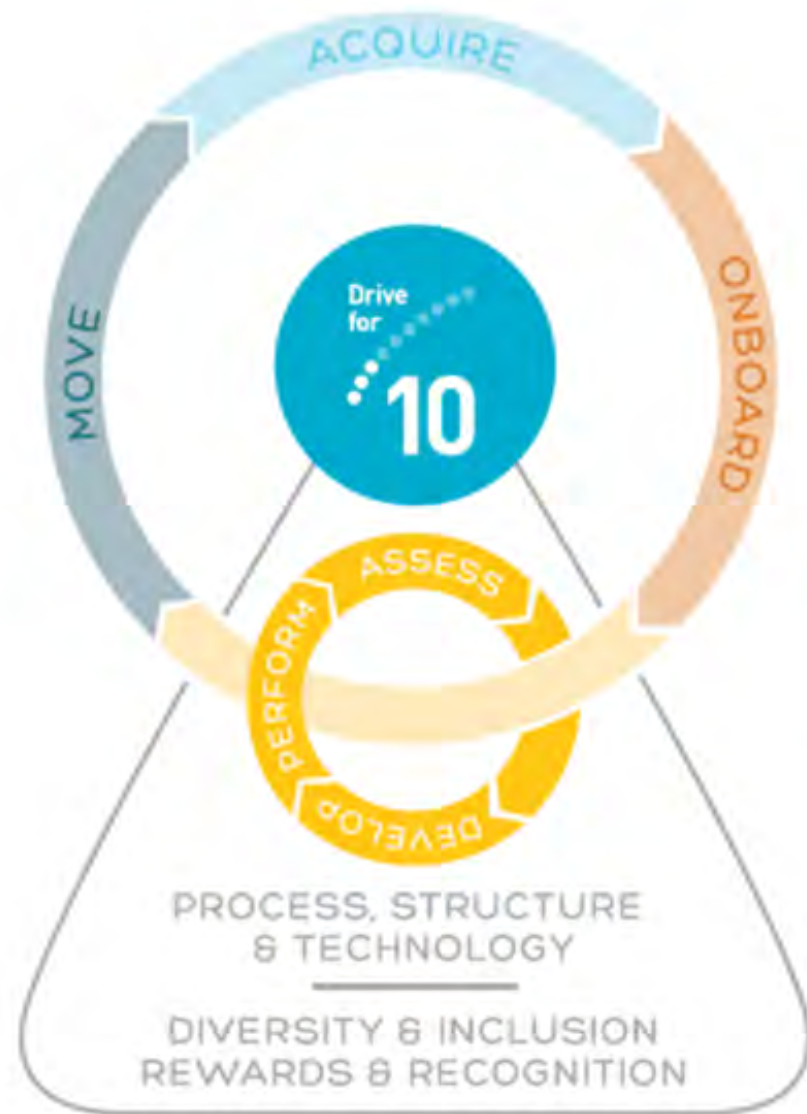 ACQUIRE
ONBOARD
MOVE
Drive
for
10
ASSESS
PERFORM
DEVELOP
PROCESS, STRUCTURE
& TECHNOLOGY
DIVERSITY & INCLUSION
REWARDS & RECOGNITION